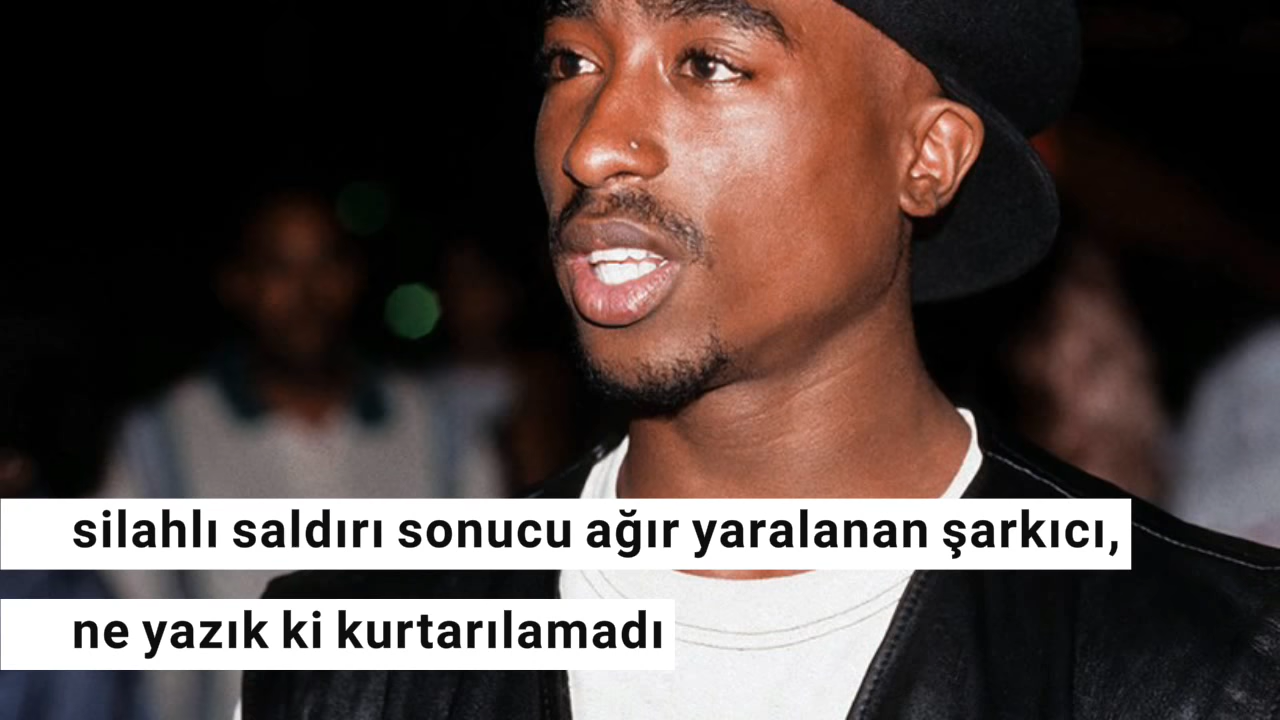 silahlı saldırı sonucu ağır yaralanan şarkıcı,
ne yazık ki kurtarılamadı